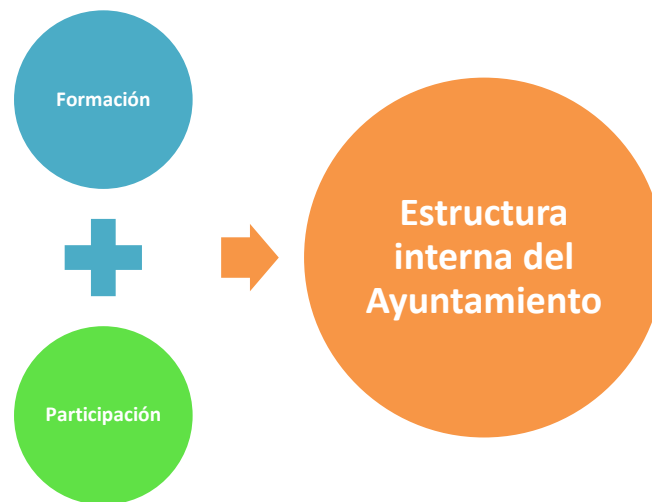 Formación
Participación
Estructura
interna del
Ayuntamiento